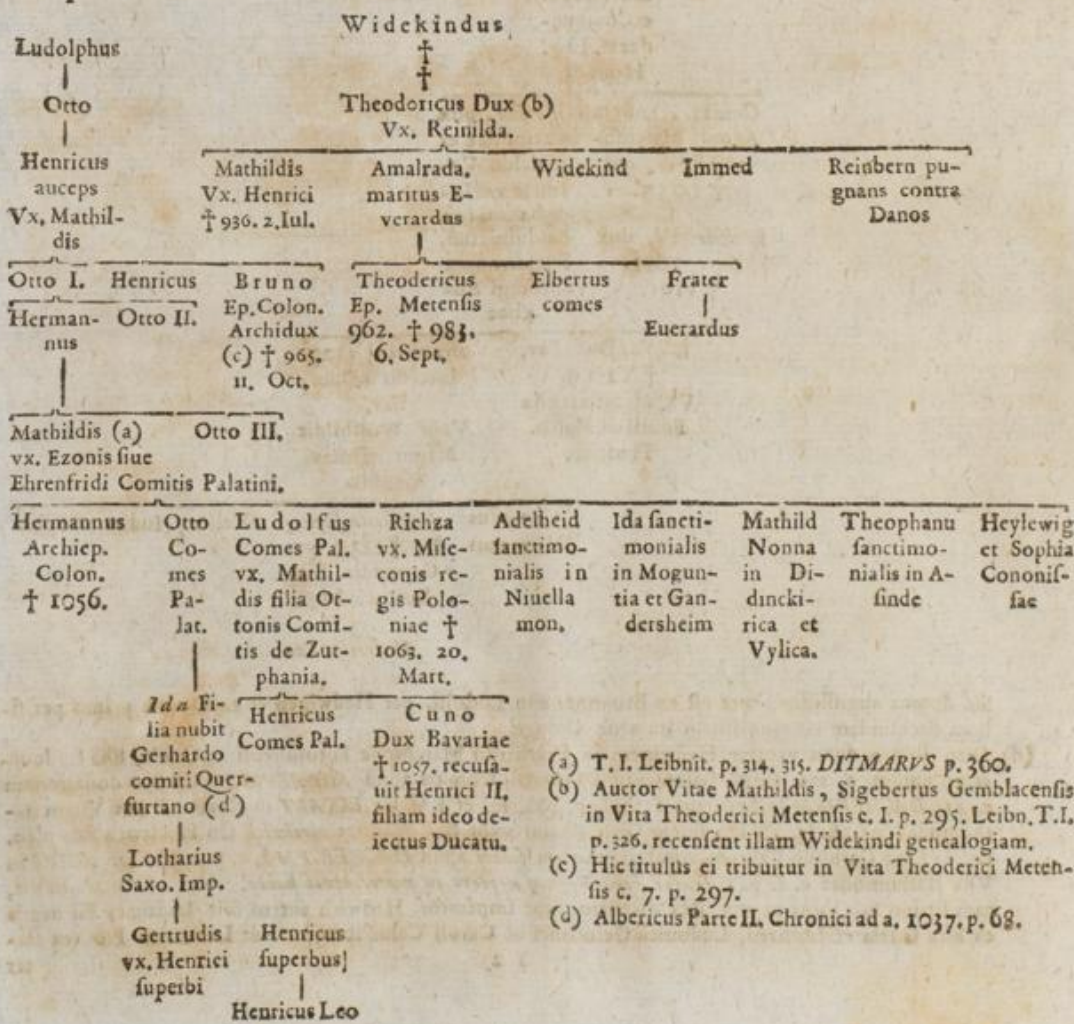 Widekindus
Ludolphus
†
†
Otto
Theodoricus Dux (b)
Vx. Reinilda.
Henricus
auceps
Vx. Mathil-
dis
Mathildis
Vx. Henrici
† 936. 2. Iul.
Amalrada.
maritus E-
verardus
Widekind
Immed
Reinbern pu-
gnans contra
Danos
Otto I.
Henricus
Bruno
Ep. Colon.
Archidux
(c) † 965.
11. Oct.
Theodericus
Ep. Metenſis
962. † 983.
6. Sept.
Elbertus
comes
Frater
Euerardus
Herman-
nus
Otto II.
Mathildis (a)
vx. Ezonis ſiue
Ehrenfridi Comitis Palatini.
Otto III.
Hermannus
Archiep.
Colon.
† 1056.
Otto
Co-
mes
Pa-
lat.
Ludolfus
Comes Pal.
vx. Mathil-
dis filia Ot-
tonis Comi-
tis de Zut-
phania.
Richza
vx. Miſe-
conis re-
gis Polo-
niae †
1063. 20.
Mart.
Adelheid
ſanctimo-
nialis in
Niuella
mon.
Ida ſancti-
monialis
in Mogun-
tia et Gan-
dersheim
Mathild
Nonna
in Di-
dincki-
rica et
Vylica.
Theophanu
ſanctimo-
nialis in A-
ſinde
Heylewig
et Sophia
Cononiſ-
ſae
Ida Fi-
lia nubit
Gerhardo
comiti Quer-
furtano (d)
Henricus
Comes Pal.
Cuno
Dux Bavariae
† 1057. recuſa-
uit Henrici II.
filiam ideo de-
iectus Ducatu.
Lotharius
Saxo. Imp.
Gertrudis
vx. Henrici
ſuperbi
Henricus
ſuperbus
Henricus Leo
(a) T. I. Leibnit. p. 314. 315. DITMARVS p. 360.
(b) Auctor Vitae Mathildis, Sigebertus Gemblacenſis
in Vita Theoderici Metenſis c. I. p. 295. Leibn. T. I.
p. 326. recenſent illam Widekindi genealogiam.
(c) Hic titulus ei tribuitur in Vita Theoderici Meten-
ſis c. 7. p. 297.
(d) Albericus Parte II. Chronici ad a. 1037. p. 68.